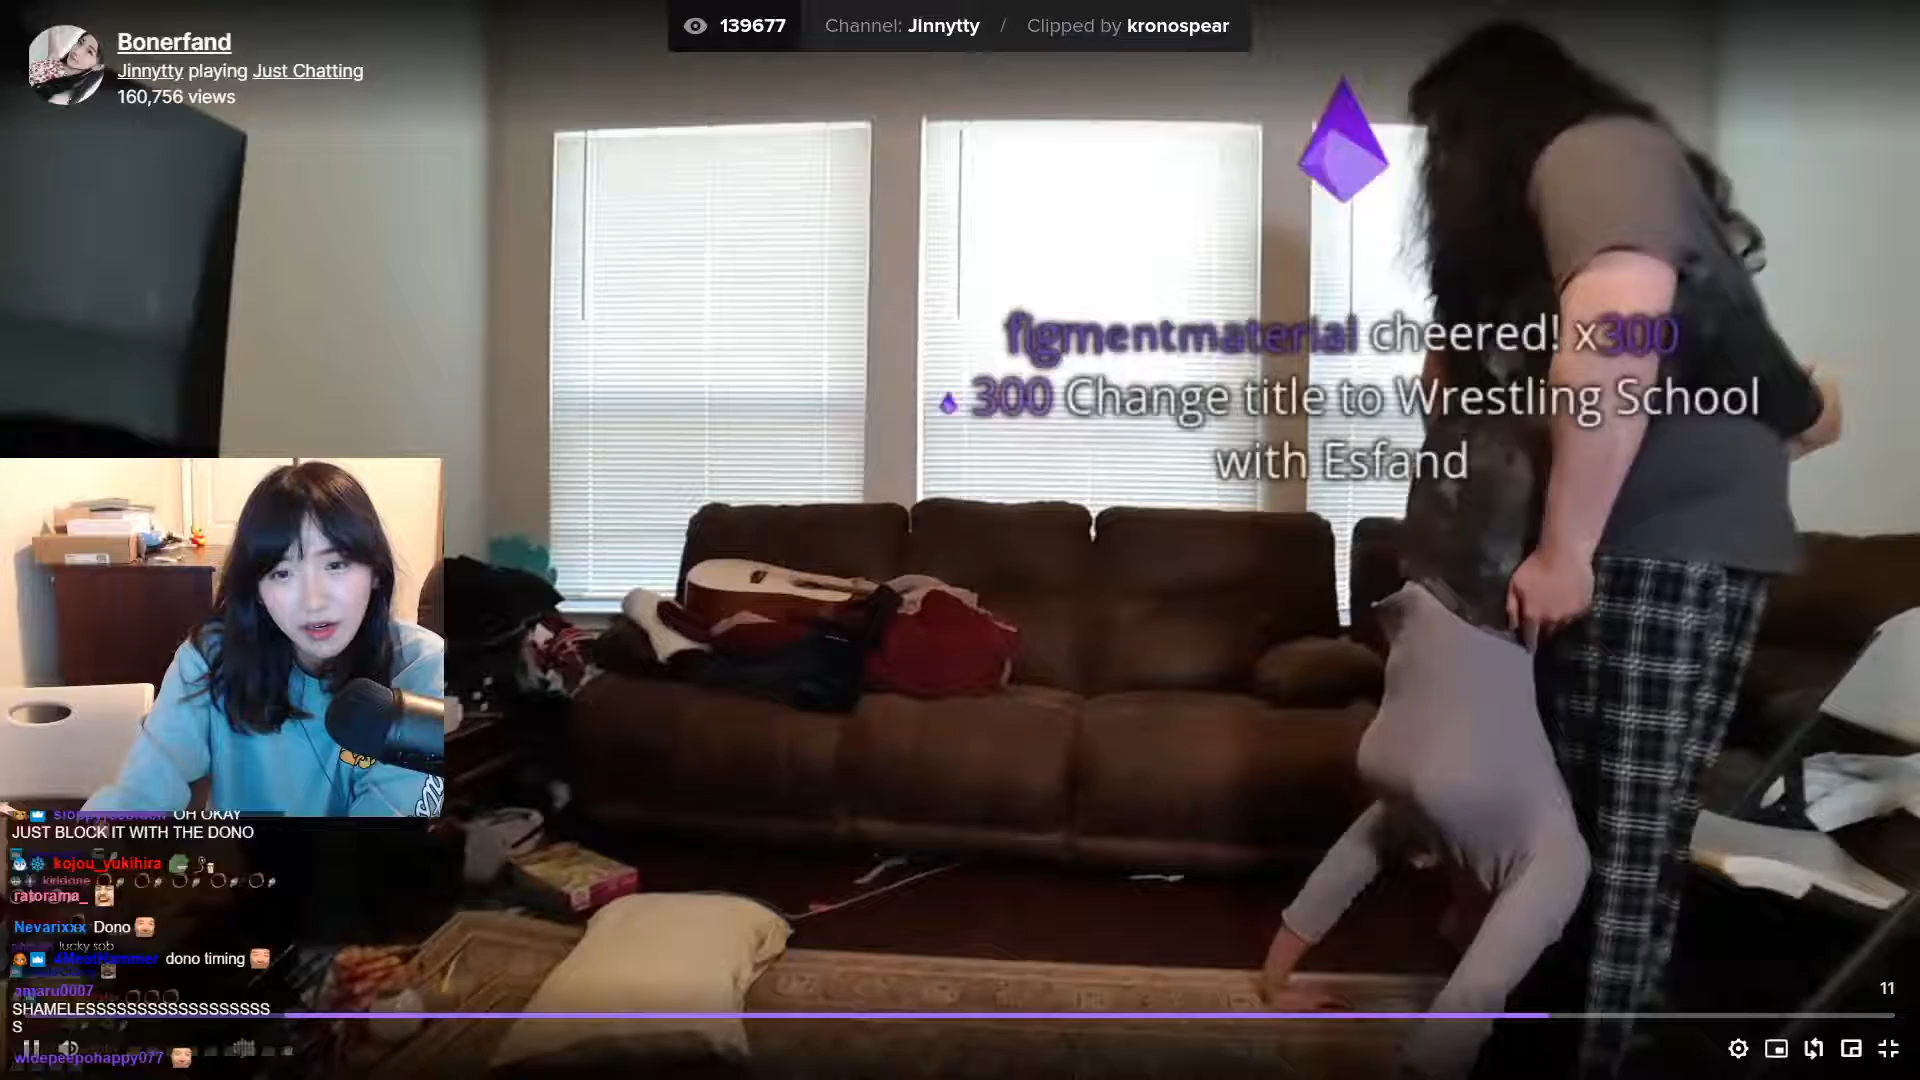 139677 Channel: Jinnytty / Clipped by kronospear
Bonerfand
Jinnytty playing Just Chatting
160,756 views
figmentmaterial cheered! x300
300 Change title to Wrestling School
with Esfand
OH OKAY
JUST BLOCK IT WITH THE DONO
kojou_yukihira
ratorama_
Nevarixxx Dono
lucky sob
4MeatHammer dono timing
amaru0007
SHAMELESSSSSSSSSSSSSSSSSS
S
widepeepohappy077
11